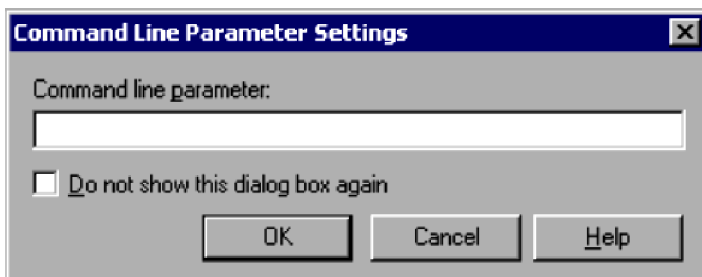 Command Line Parameter Settings
Command line parameter:
Do not show this dialog box again
OK Cancel Help